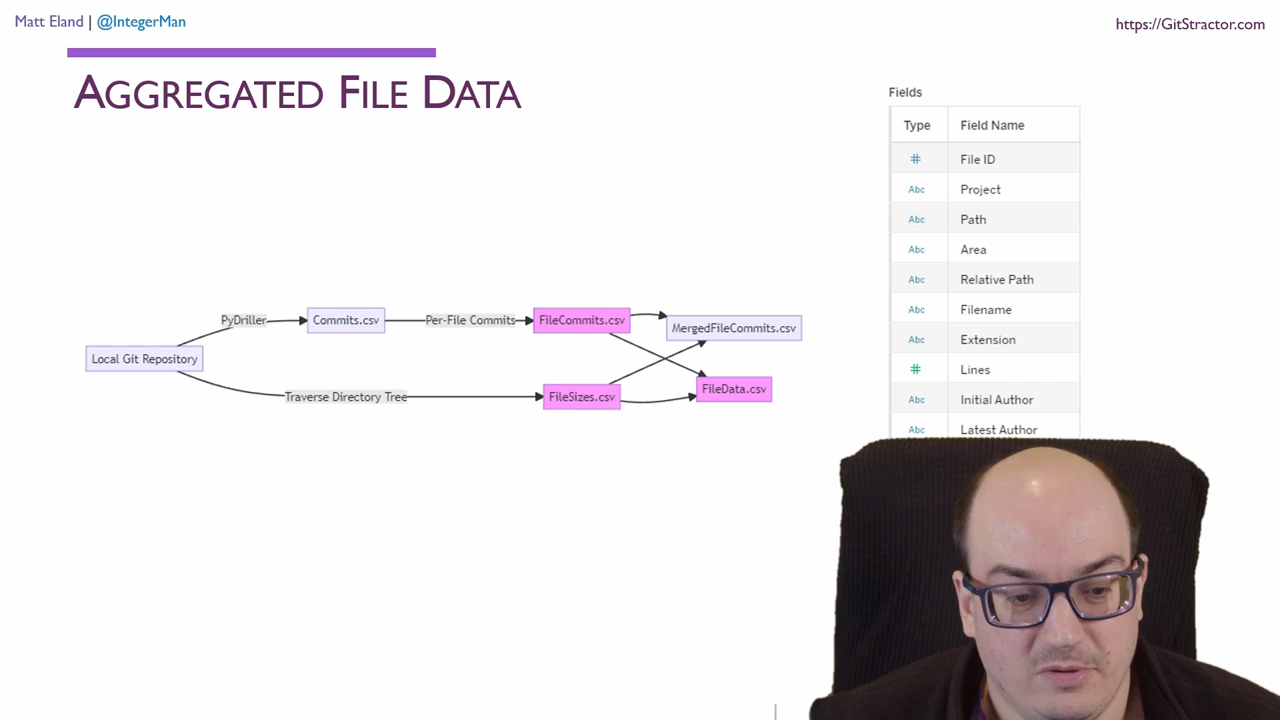 Matt Eland | @IntegerMan
https://GitStractor.com
AGGREGATED FILE DATA
PyDriller
Commits.csv
Per-File Commits
FileCommits.csv
MergedFileCommits.csv
Local Git Repository
Traverse Directory Tree
FileSizes.csv
FileData.csv
Fields
Type Field Name
# File ID
Abc Project
Abc Path
Abc Area
Abc Relative Path
Abc Filename
Abc Extension
# Lines
Abc Initial Author
Abc Latest Author